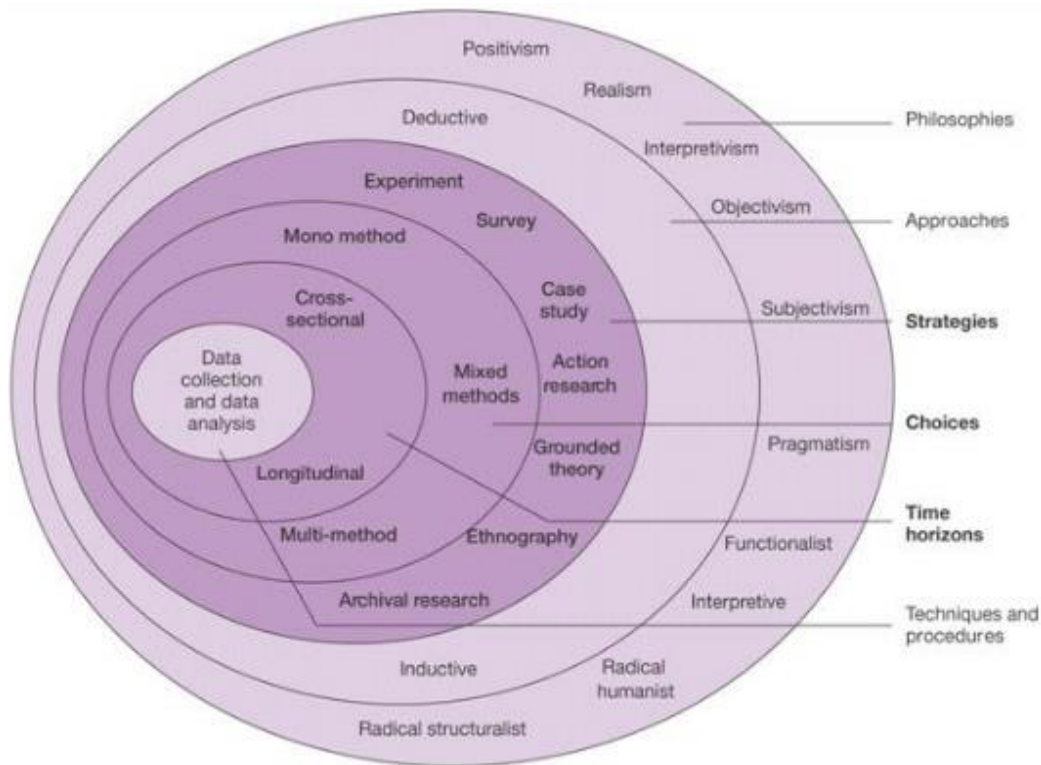 Positivism
Realism
Deductive
Philosophies
Interpretivism
Experiment
Objectivism
Survey
Approaches
Mono method
Case
study
Cross-
sectional
Subjectivism
Strategies
Data
collection
and data
analysis
Mixed
methods
Action
research
Choices
Pragmatism
Grounded
theory
Longitudinal
Time
horizons
Multi-method
Ethnography
Functionalist
Archival research
Interpretive
Techniques and
procedures
Inductive
Radical
humanist
Radical structuralist